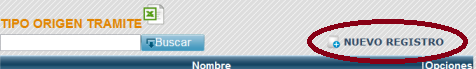 TIPO ORIGEN TRAMITE
Buscar
NUEVO REGISTRO
Nombre
!Opciones